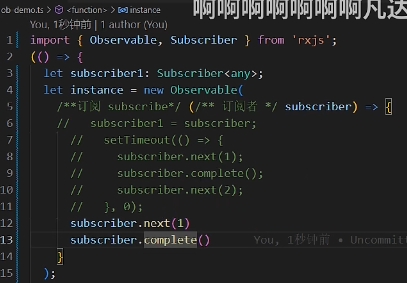 ob-demo.ts > <function> > instance
啊啊啊啊啊啊啊凡达
You, 1秒钟前 | 1 author (You)
1 import { Observable, Subscriber } from 'rxjs';
2 (() => {
3 let subscriber1: Subscriber<any>;
4 let instance = new Observable(
5 /**订阅 subscribe*/ (/** 订阅者 */ subscriber) => {
6 // subscriber1 = subscriber;
7 // setTimeout(() => {
8 // subscriber.next(1);
9 // subscriber.complete();
10 // subscriber.next(2);
11 // }, 0);
12 subscriber.next(1)
13 subscriber.complete() You, 1秒钟前 • Uncommitt
14 }
15 );